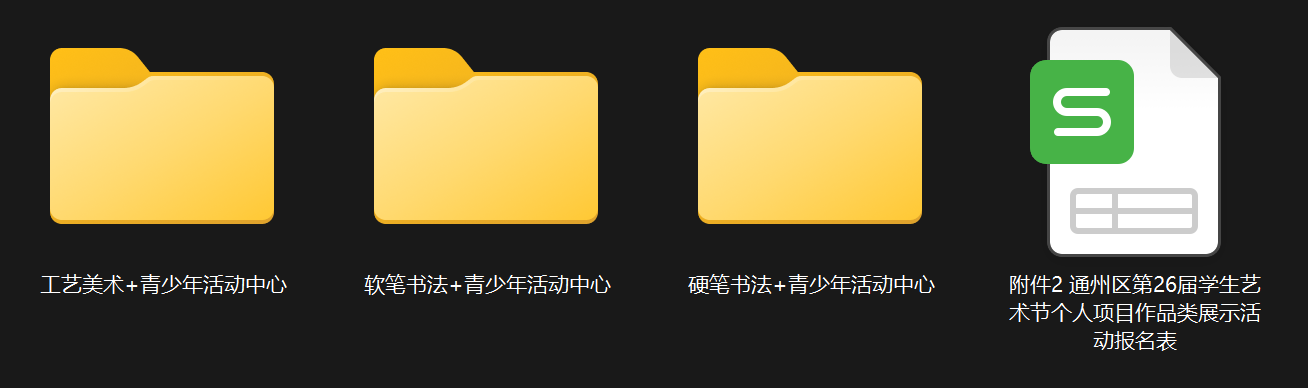 工艺美术+青少年活动中心
软笔书法+青少年活动中心
硬笔书法+青少年活动中心
附件2 通州区第26届学生艺
术节个人项目作品类展示活
动报名表